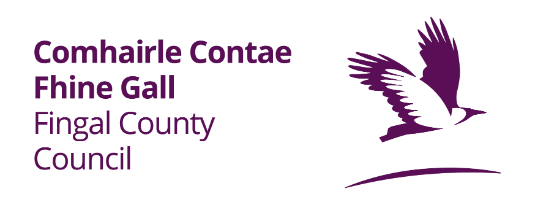 Comhairle Contae
Fhine Gall
Fingal County
Council